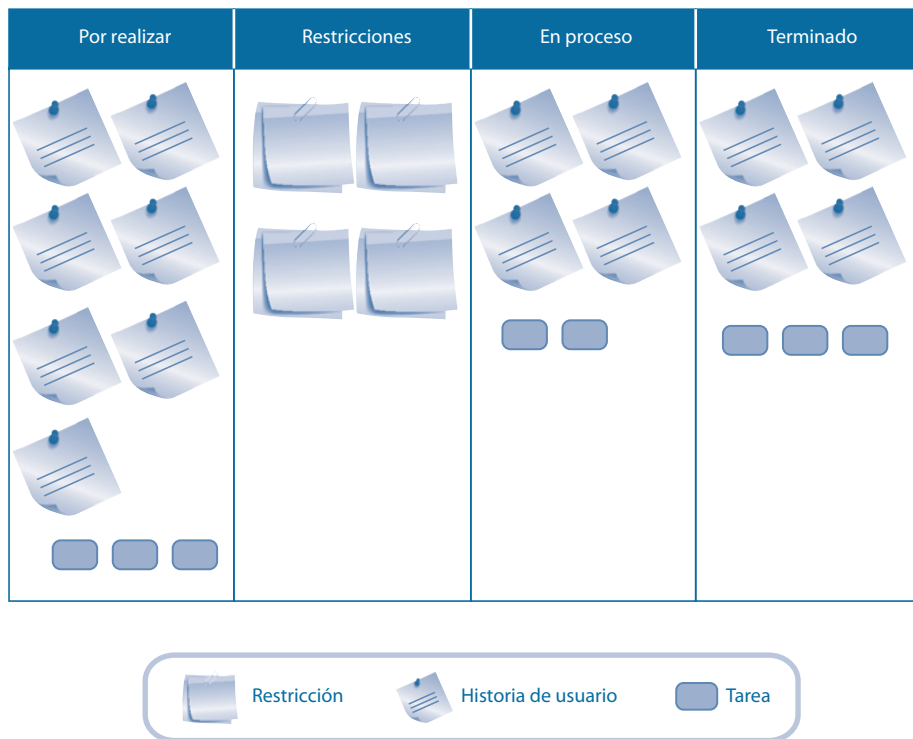 Por realizar
Restricciones
En proceso
Terminado
Restricción
Historia de usuario
Tarea